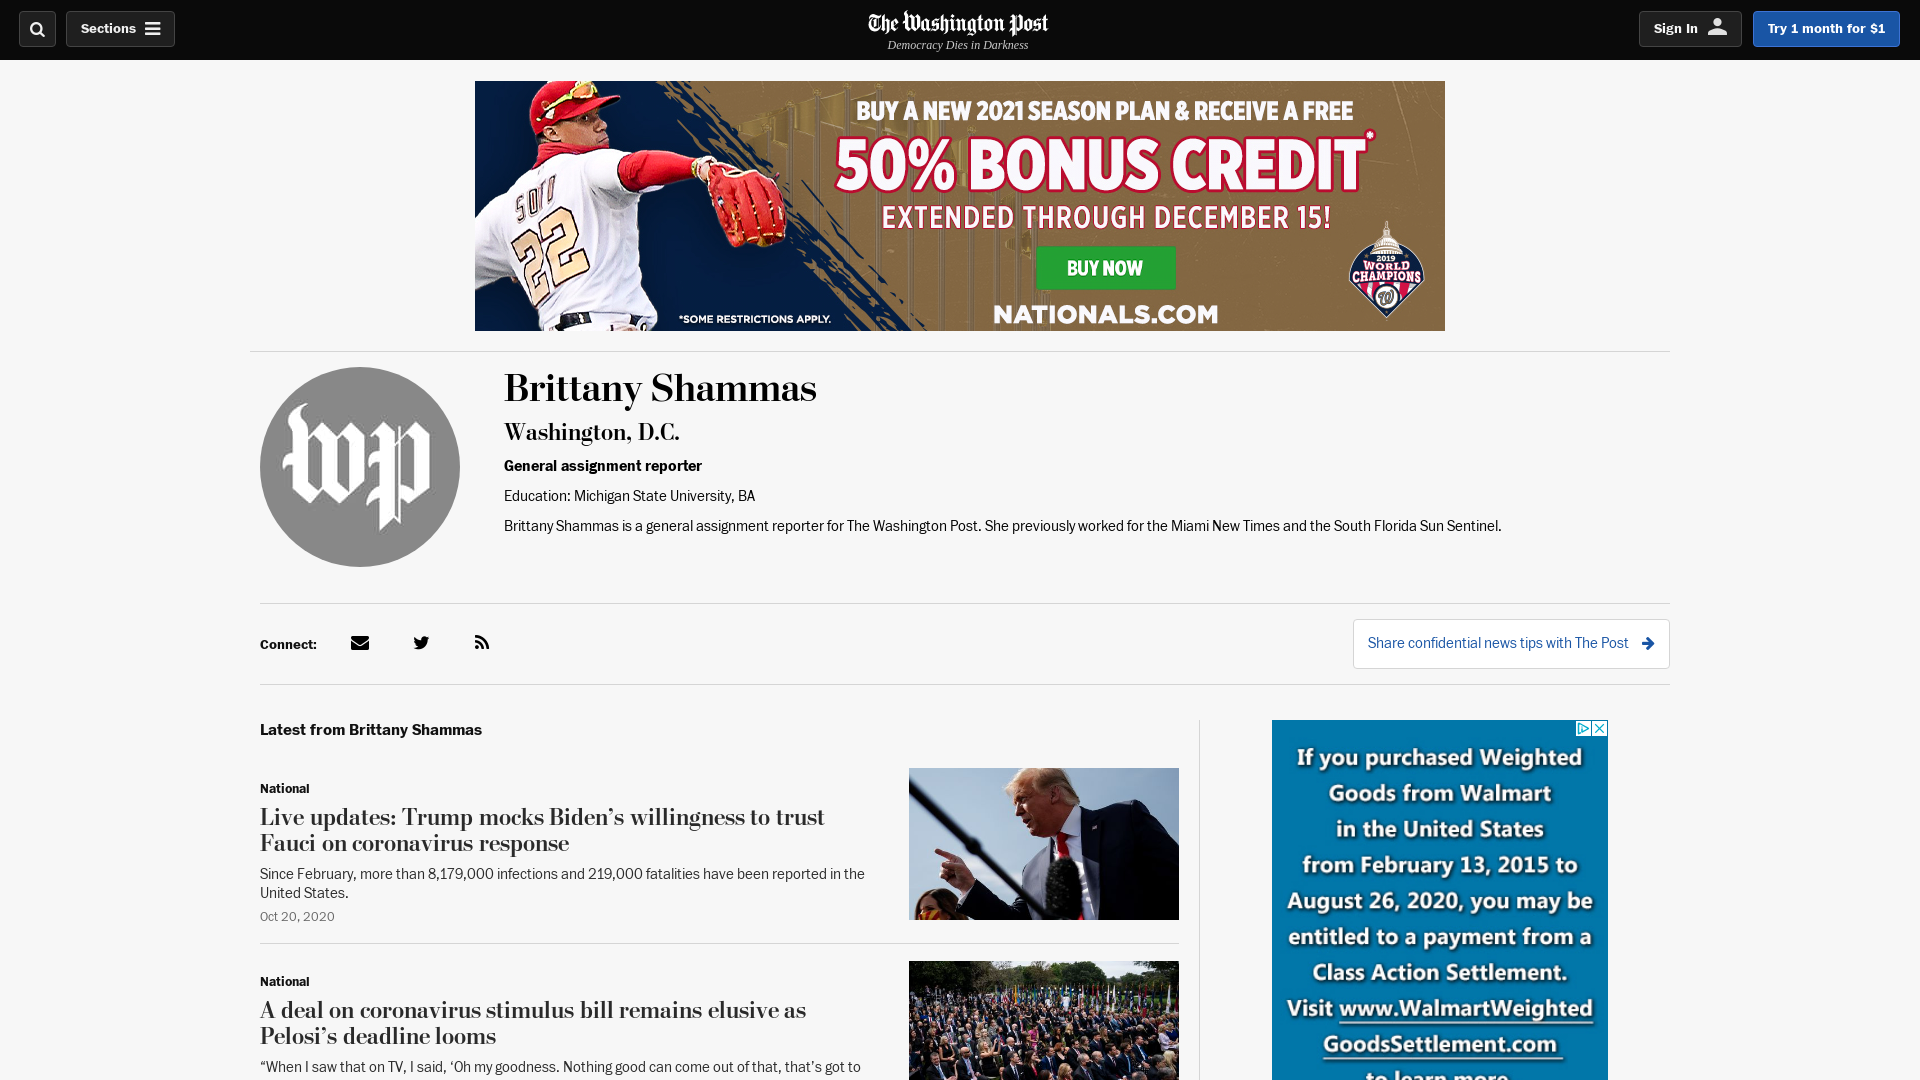 Sections
The Washington Post
Democracy Dies in Darkness
Sign In
Try 1 month for $1
BUY A NEW 2021 SEASON PLAN & RECEIVE A FREE
50% BONUS CREDIT*
EXTENDED THROUGH DECEMBER 15!
BUY NOW
NATIONALS.COM
*SOME RESTRICTIONS APPLY.
SOTO
22
2019
WORLD
CHAMPIONS
W
wp
Brittany Shammas
Washington, D.C.
General assignment reporter
Education: Michigan State University, BA
Brittany Shammas is a general assignment reporter for The Washington Post. She previously worked for the Miami New Times and the South Florida Sun Sentinel.
Connect:
Share confidential news tips with The Post
Latest from Brittany Shammas
National
Live updates: Trump mocks Biden’s willingness to trust
Fauci on coronavirus response
Since February, more than 8,179,000 infections and 219,000 fatalities have been reported in the
United States.
Oct 20, 2020
National
A deal on coronavirus stimulus bill remains elusive as
Pelosi’s deadline looms
“When I saw that on TV, I said, ‘Oh my goodness. Nothing good can come out of that, that’s got to
If you purchased Weighted
Goods from Walmart
in the United States
from February 13, 2015 to
August 26, 2020, you may be
entitled to a payment from a
Class Action Settlement.
Visit www.WalmartWeighted
GoodsSettlement.com
to learn more